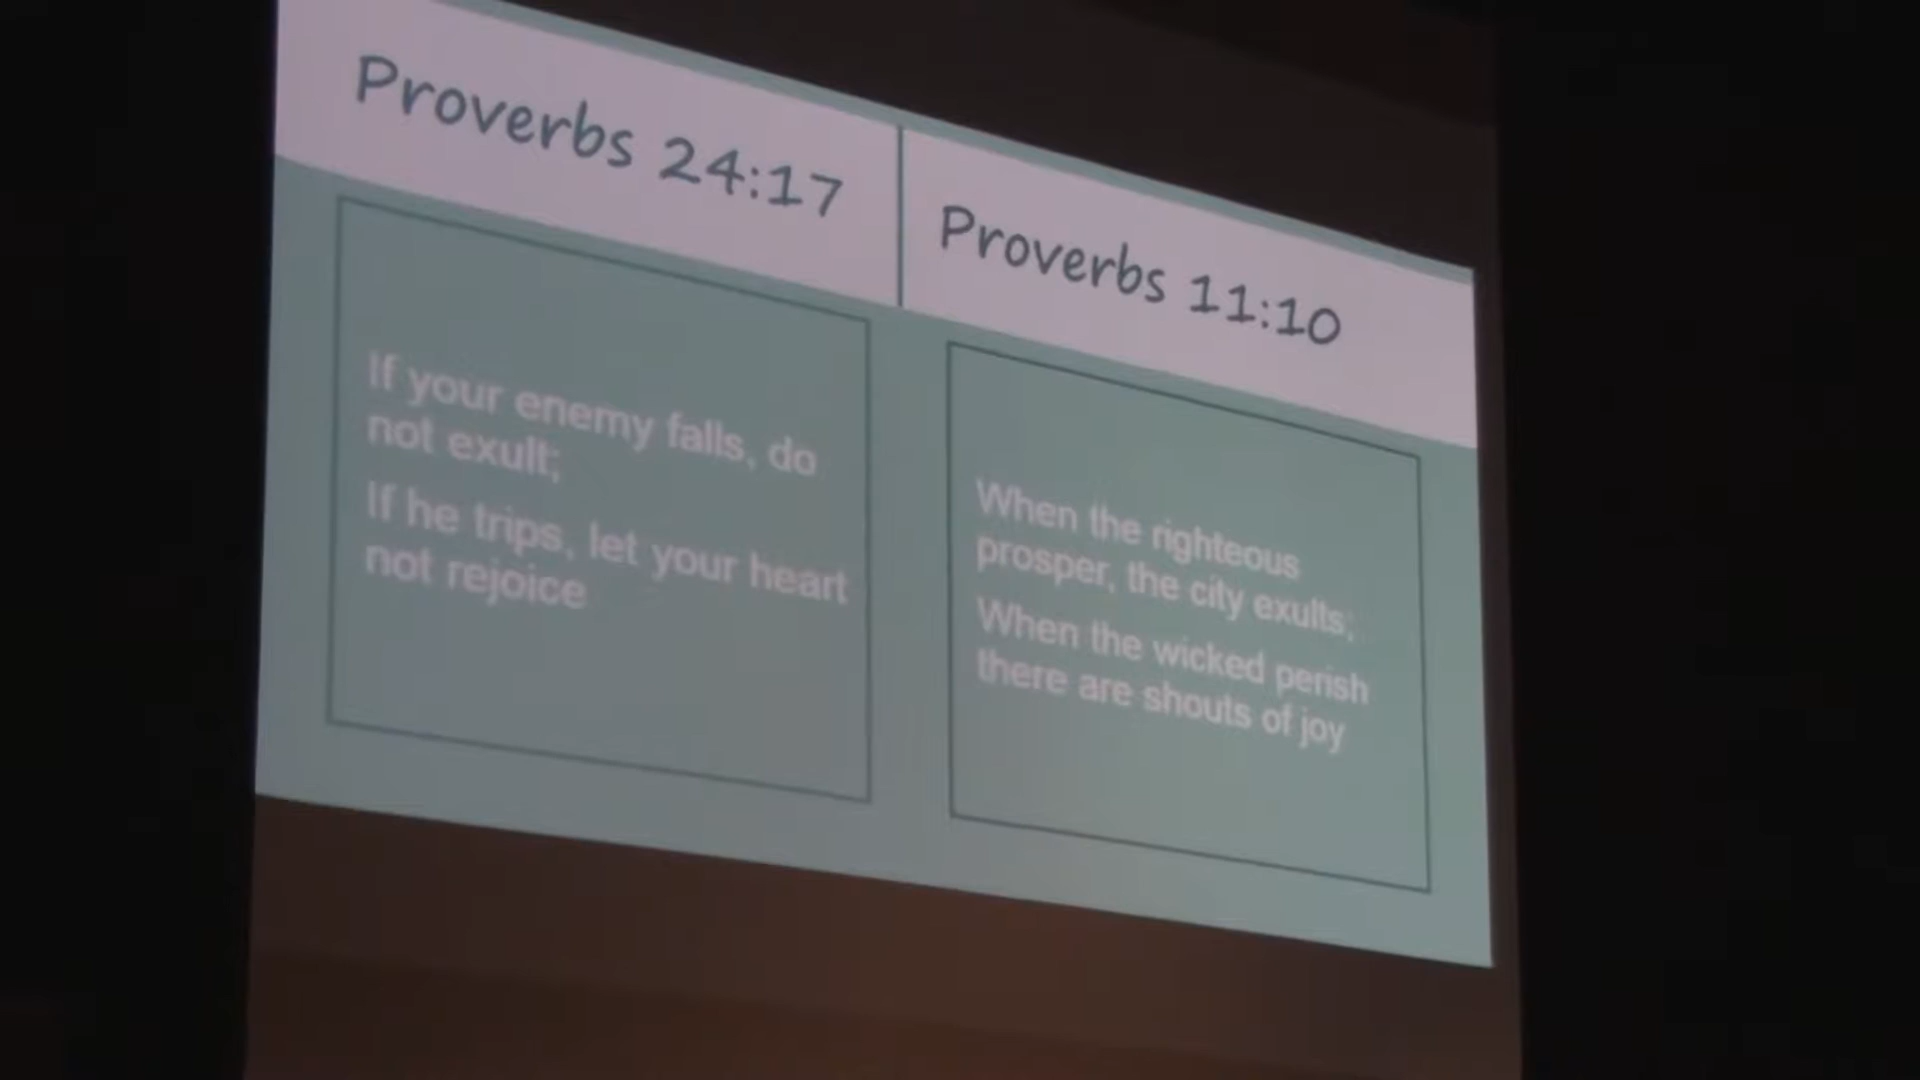 Proverbs 24:17
If your enemy falls, do
not exult;
If he trips, let your heart
not rejoice
Proverbs 11:10
When the righteous
prosper, the city exults;
When the wicked perish
there are shouts of joy